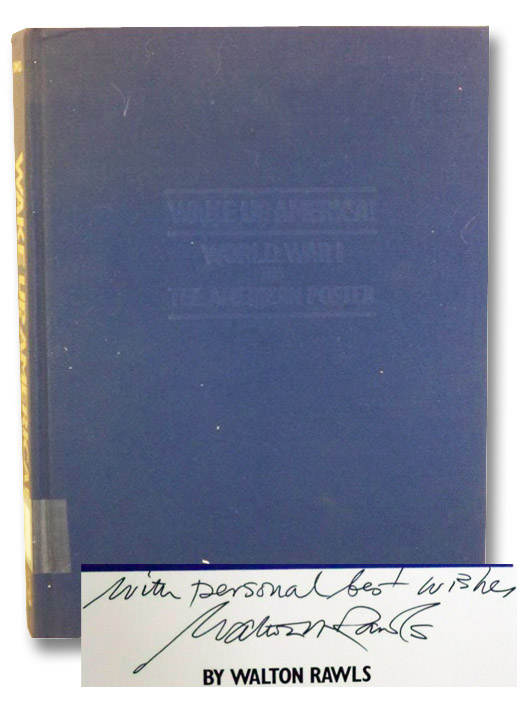 WAKE UP AMERICA!
WAKE UP AMERICA!
WORLD WAR I
THE AMERICAN POSTER
With personal best wishes
Walton Rawls
BY WALTON RAWLS